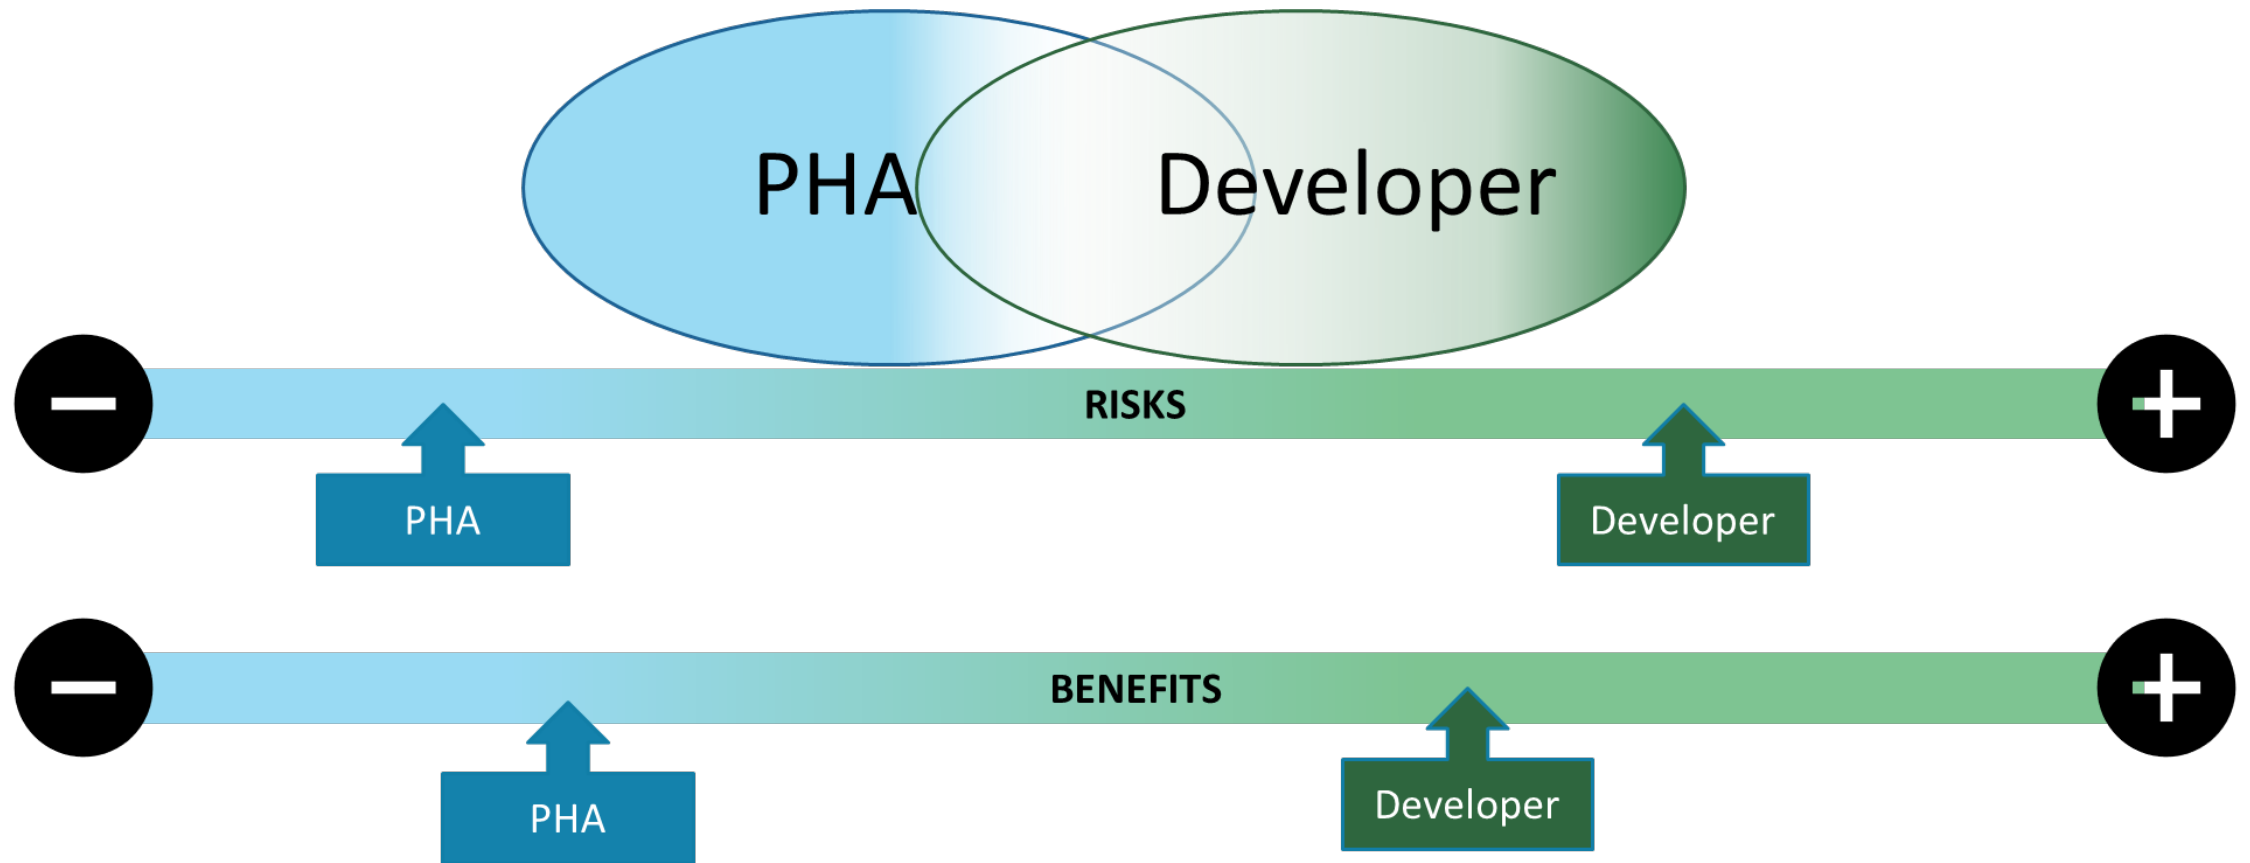 PHA
Developer
RISKS
PHA
Developer
BENEFITS
PHA
Developer